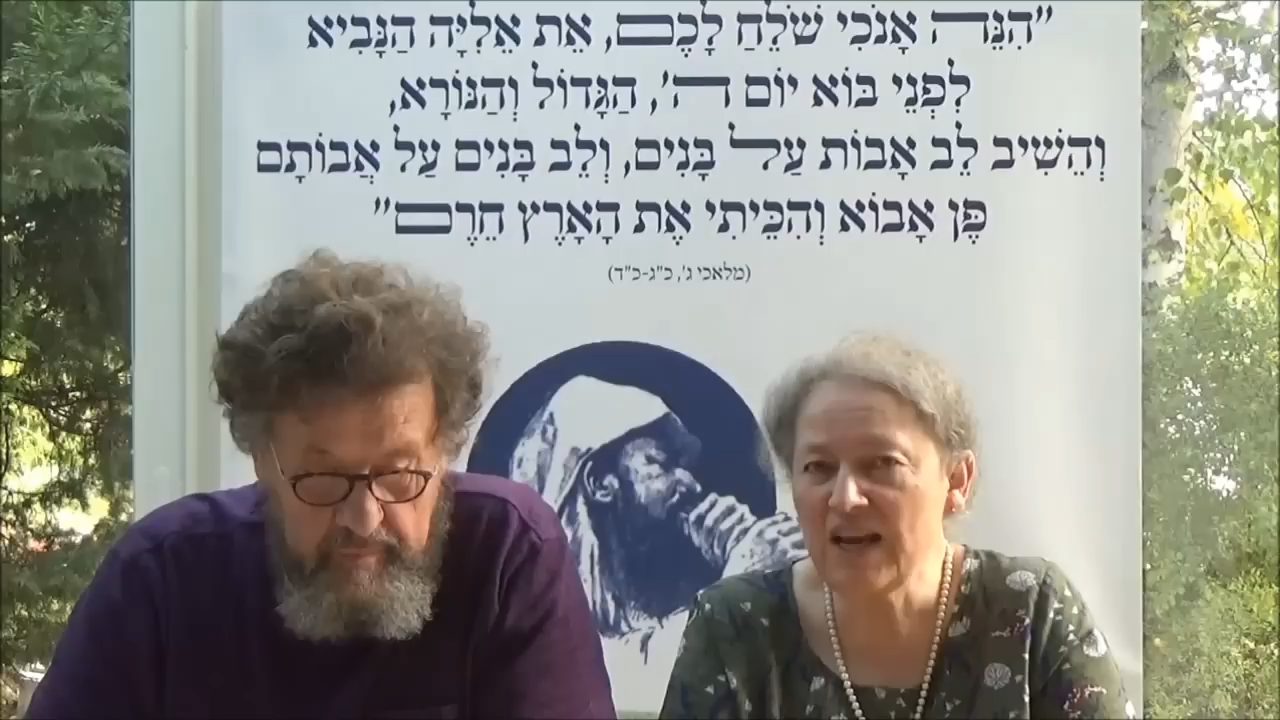 "הִנֵּה אָנֹכִי שֹׁלֵחַ לָכֶם, אֵת אֵלִיָּה הַנָּבִיא
לִפְנֵי בּוֹא יוֹם ה', הַגָּדוֹל וְהַנּוֹרָא,
וְהֵשִׁיב לֵב אָבוֹת עַל בָּנִים, וְלֵב בָּנִים עַל אֲבוֹתָם
פֶּן אָבוֹא וְהִכֵּיתִי אֶת הָאָרֶץ חֵרֶם"
(מלאכי ג', כ"ג-כ"ד)